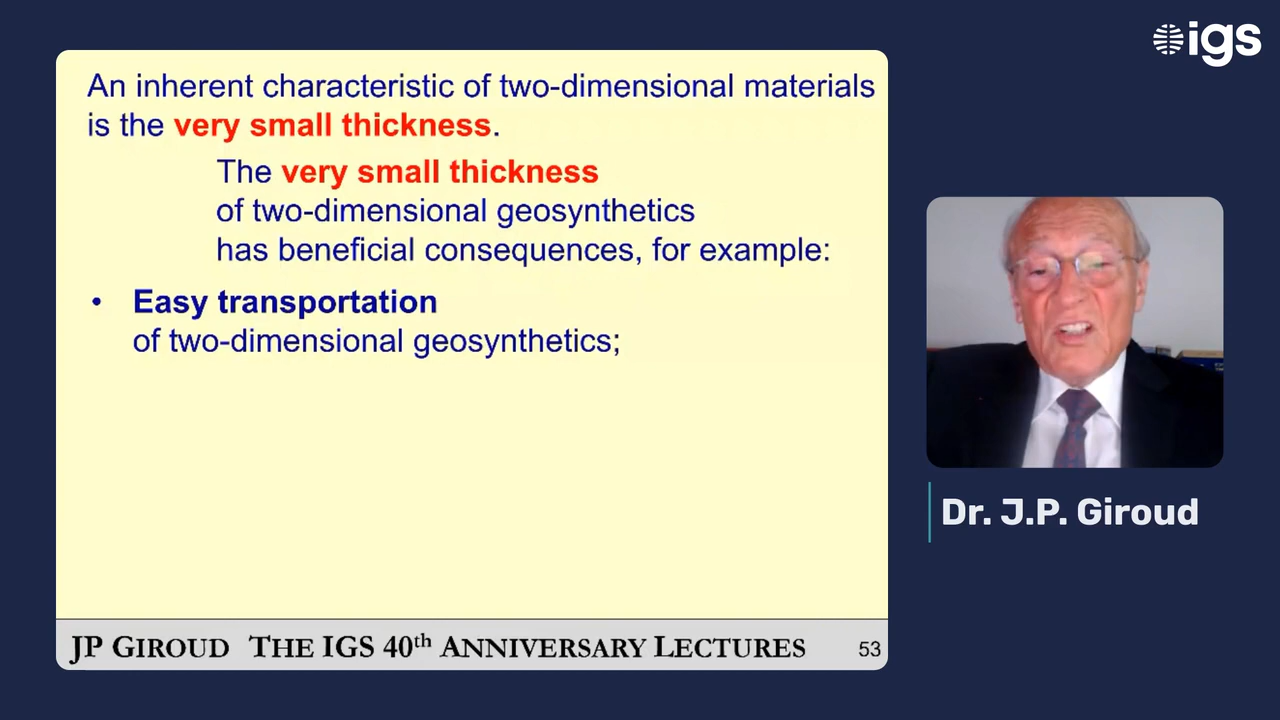 igs
An inherent characteristic of two-dimensional materials
is the very small thickness.
The very small thickness
of two-dimensional geosynthetics
has beneficial consequences, for example:
• Easy transportation
of two-dimensional geosynthetics;
Dr. J.P. Giroud
JP GIROUD THE IGS 40th ANNIVERSARY LECTURES 53